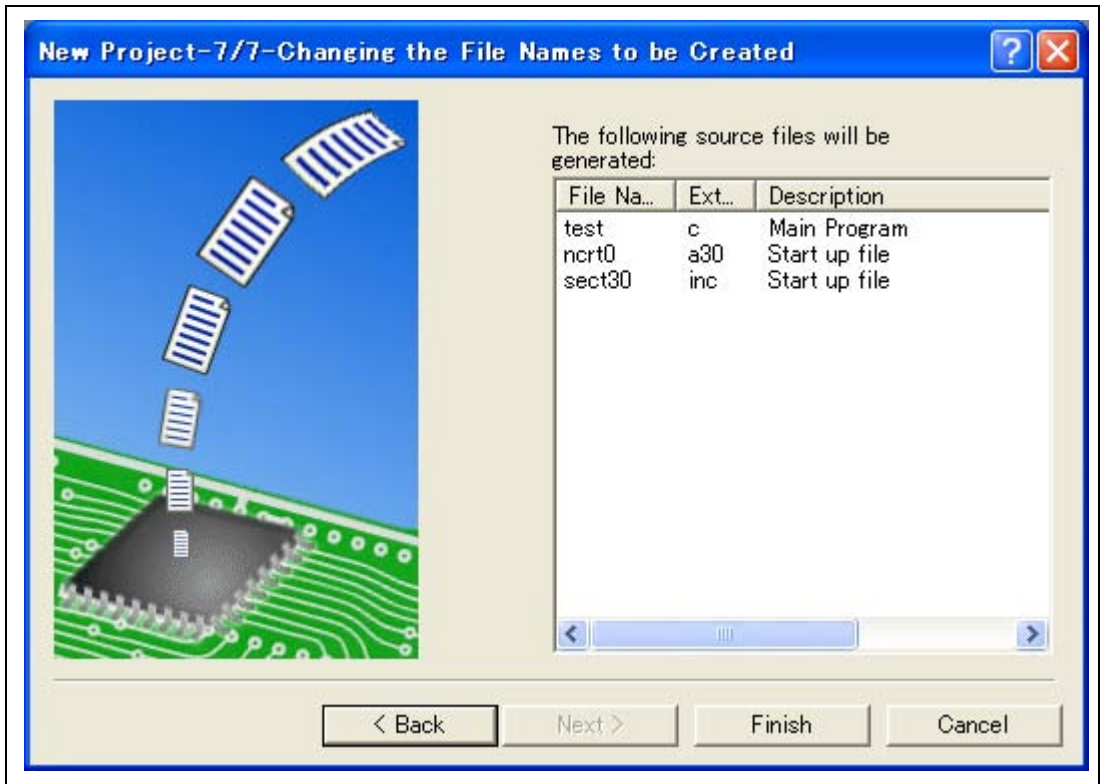 New Project-7/7-Changing the File Names to be Created
The following source files will be
generated:
File Na... Ext... Description
test c Main Program
ncrt0 a30 Start up file
sect30 inc Start up file
< Back Next > Finish Cancel